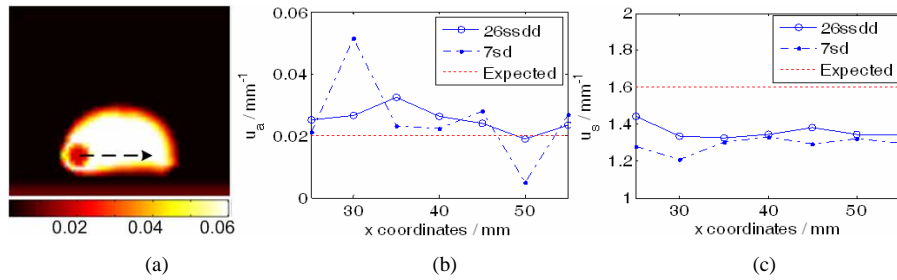 0.02 0.04 0.06
(a)
u_a / mm^-1
0.06
0.04
0.02
0
30 40 50
x coordinates / mm
26ssdd
7sd
Expected
(b)
u_s / mm^-1
2
1.8
1.6
1.4
1.2
1
30 40 50
x coordinates / mm
26ssdd
7sd
Expected
(c)